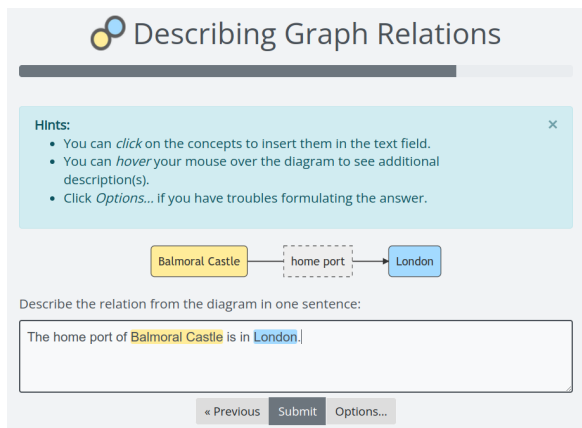 Describing Graph Relations
Hints:
×
• You can click on the concepts to insert them in the text field.
• You can hover your mouse over the diagram to see additional
description(s).
• Click Options... if you have troubles formulating the answer.
Balmoral Castle home port London
Describe the relation from the diagram in one sentence:
The home port of Balmoral Castle is in London.
« Previous Submit Options...